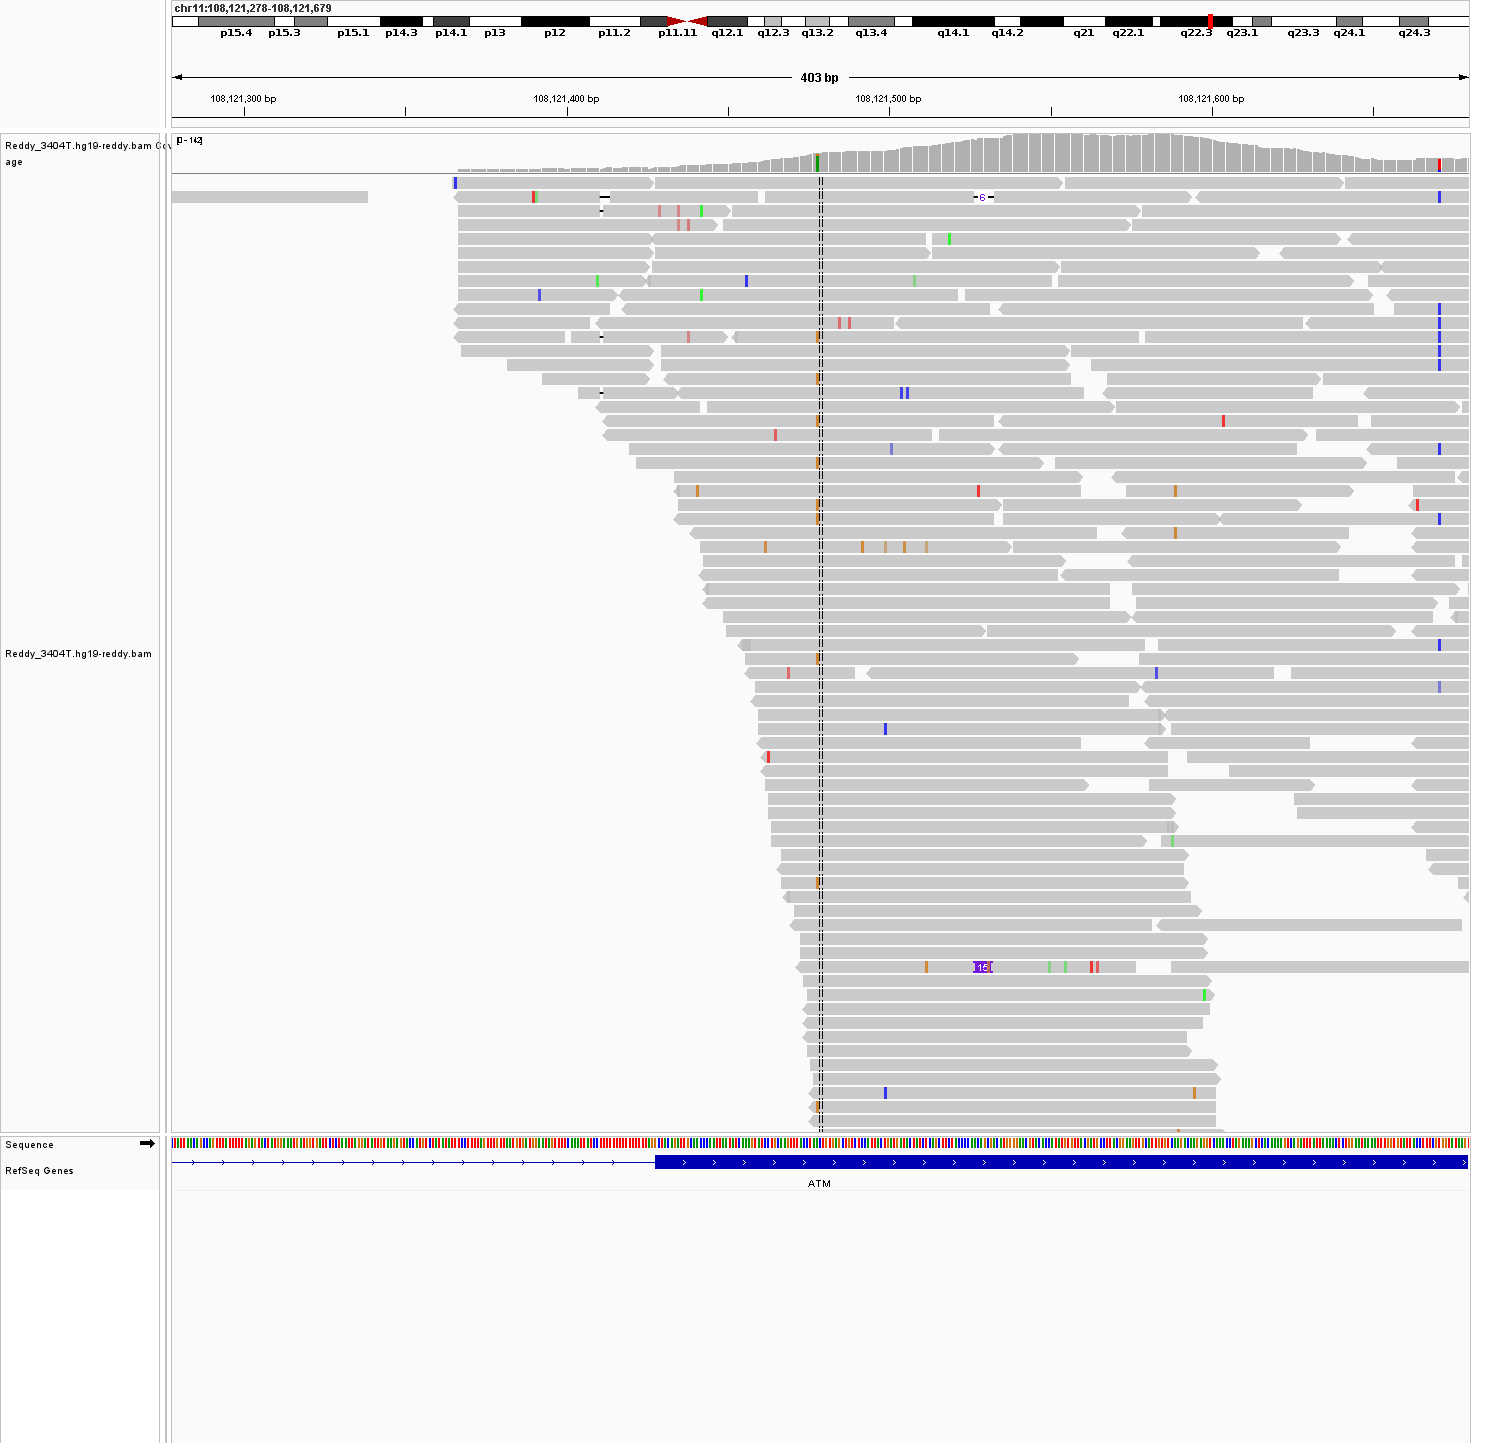 chr11:108,121,278-108,121,679
p15.4 p15.3 p15.1 p14.3 p14.1 p13 p12 p11.2 p11.11 q12.1 q12.3 q13.2 q13.4 q14.1 q14.2 q21 q22.1 q22.3 q23.1 q23.3 q24.1 q24.3
403 bp
108,121,300 bp 108,121,400 bp 108,121,500 bp 108,121,600 bp
Reddy_3404T.hg19-reddy.bam Cov
age
[0 - 142]
6
Reddy_3404T.hg19-reddy.bam
Sequence
RefSeq Genes
ATM